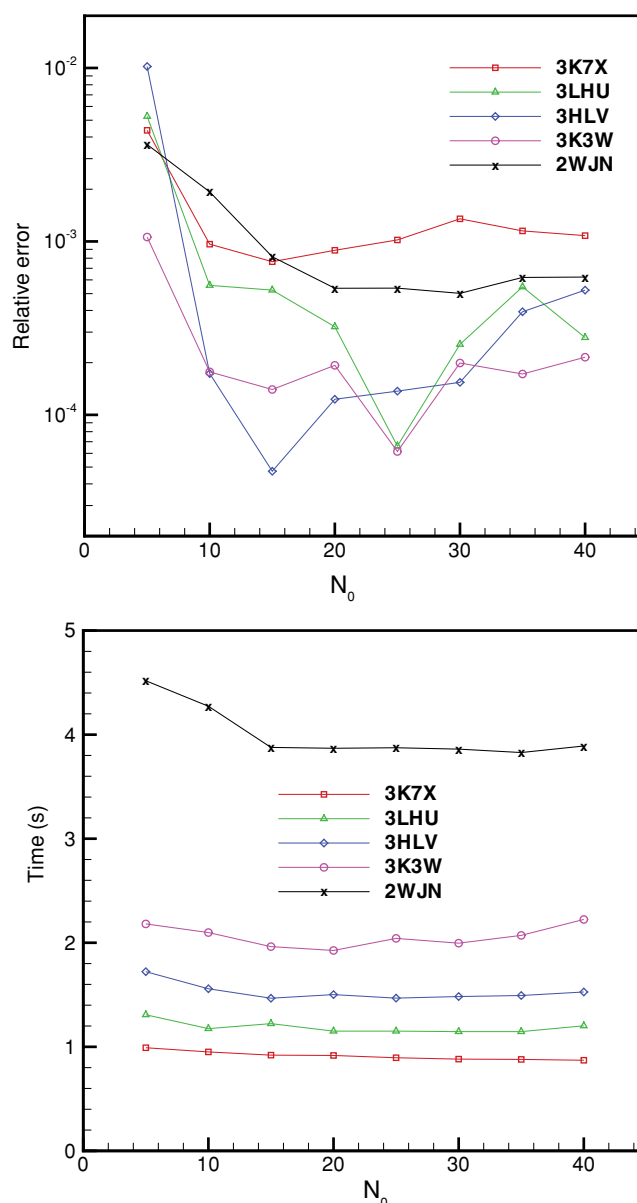 10-2
10-3
10-4
Relative error
3K7X
3LHU
3HLV
3K3W
2WJN
0 10 20 30 40
N0
5
4
3
2
1
0
Time (s)
3K7X
3LHU
3HLV
3K3W
2WJN
0 10 20 30 40
N0